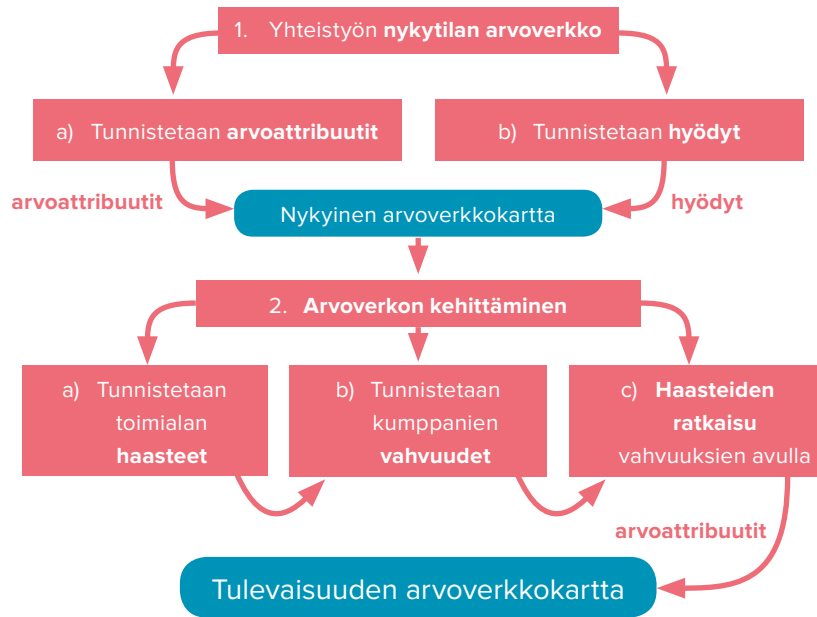 1. Yhteistyön nykytilan arvoverkko
a) Tunnistetaan arvoattribuutit
b) Tunnistetaan hyödyt
arvoattribuutit
hyödyt
Nykyinen arvoverkkokartta
2. Arvoverkon kehittäminen
a) Tunnistetaan
toimialan
haasteet
b) Tunnistetaan
kumppanien
vahvuudet
c) Haasteiden
ratkaisu
vahvuuksien avulla
arvoattribuutit
Tulevaisuuden arvoverkkokartta